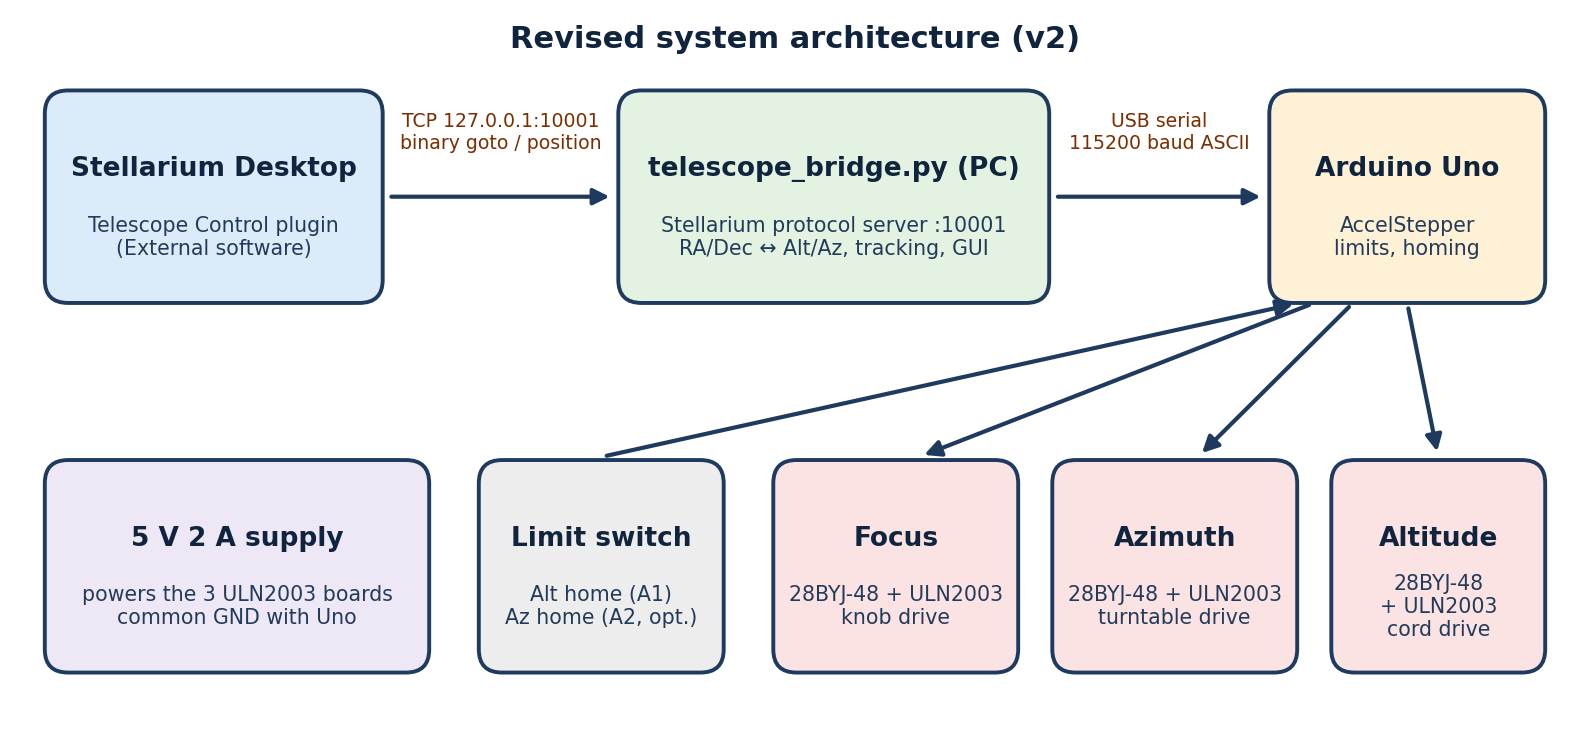 Revised system architecture (v2)
Stellarium Desktop
Telescope Control plugin
(External software)
TCP 127.0.0.1:10001
binary goto / position
telescope_bridge.py (PC)
Stellarium protocol server :10001
RA/Dec ↔ Alt/Az, tracking, GUI
USB serial
115200 baud ASCII
Arduino Uno
AccelStepper
limits, homing
5 V 2 A supply
powers the 3 ULN2003 boards
common GND with Uno
Limit switch
Alt home (A1)
Az home (A2, opt.)
Focus
28BYJ-48 + ULN2003
knob drive
Azimuth
28BYJ-48 + ULN2003
turntable drive
Altitude
28BYJ-48
+ ULN2003
cord drive